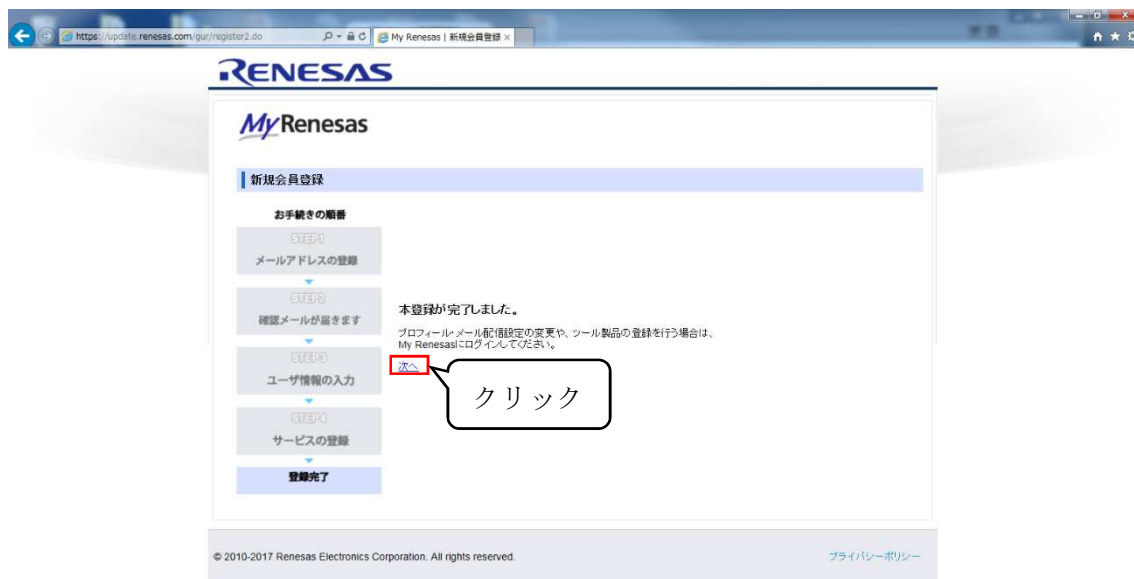 https://update.renesas.com/gur/register2.do
My Renesas | 新規会員登録
RENESAS
MyRenesas
新規会員登録
お手続きの順番
STEP1
メールアドレスの登録
STEP2
確認メールが届きます
STEP3
ユーザ情報の入力
STEP4
サービスの登録
登録完了
本登録が完了しました。
プロフィール・メール配信設定の変更や、ツール製品の登録を行う場合は、
My Renesasにログインしてください。
次へ
クリック
© 2010-2017 Renesas Electronics Corporation. All rights reserved.
プライバシーポリシー